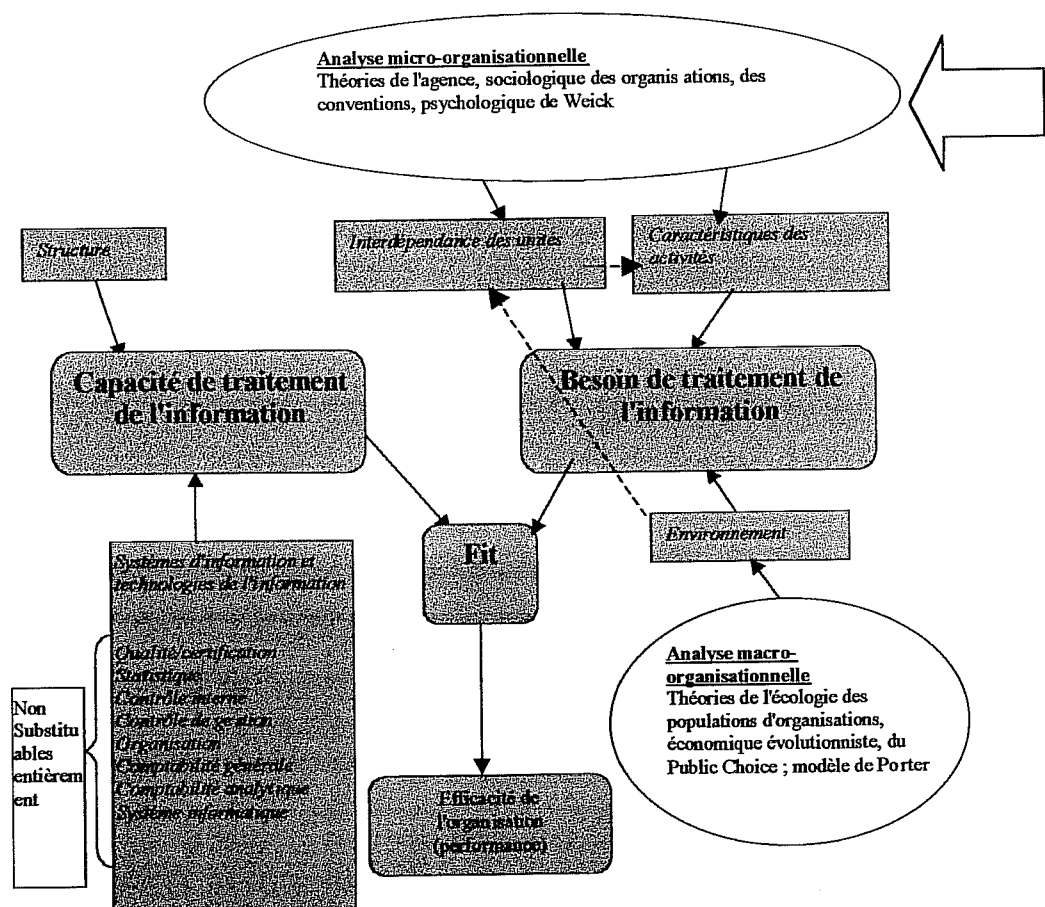 Analyse micro-organisationnelle
Théories de l'agence, sociologique des organis ations, des
conventions, psychologique de Weick
Structure
Interdépendance des unités
Caractéristiques des
activités
Capacité de traitement
de l'information
Besoin de traitement de
l'information
Fit
Environnement
Systèmes d'information et
technologies de l'information
Qualité/certification
Statistique
Contrôle interne
Contrôle de gestion
Organisation
Comptabilité générale
Comptabilité analytique
Système informatique
Non
Substitu
ables
entièrem
ent
Analyse macro-
organisationnelle
Théories de l'écologie des
populations d'organisations,
économique évolutionniste, du
Public Choice ; modèle de Porter
Efficacité de
l'organisation
(performance)